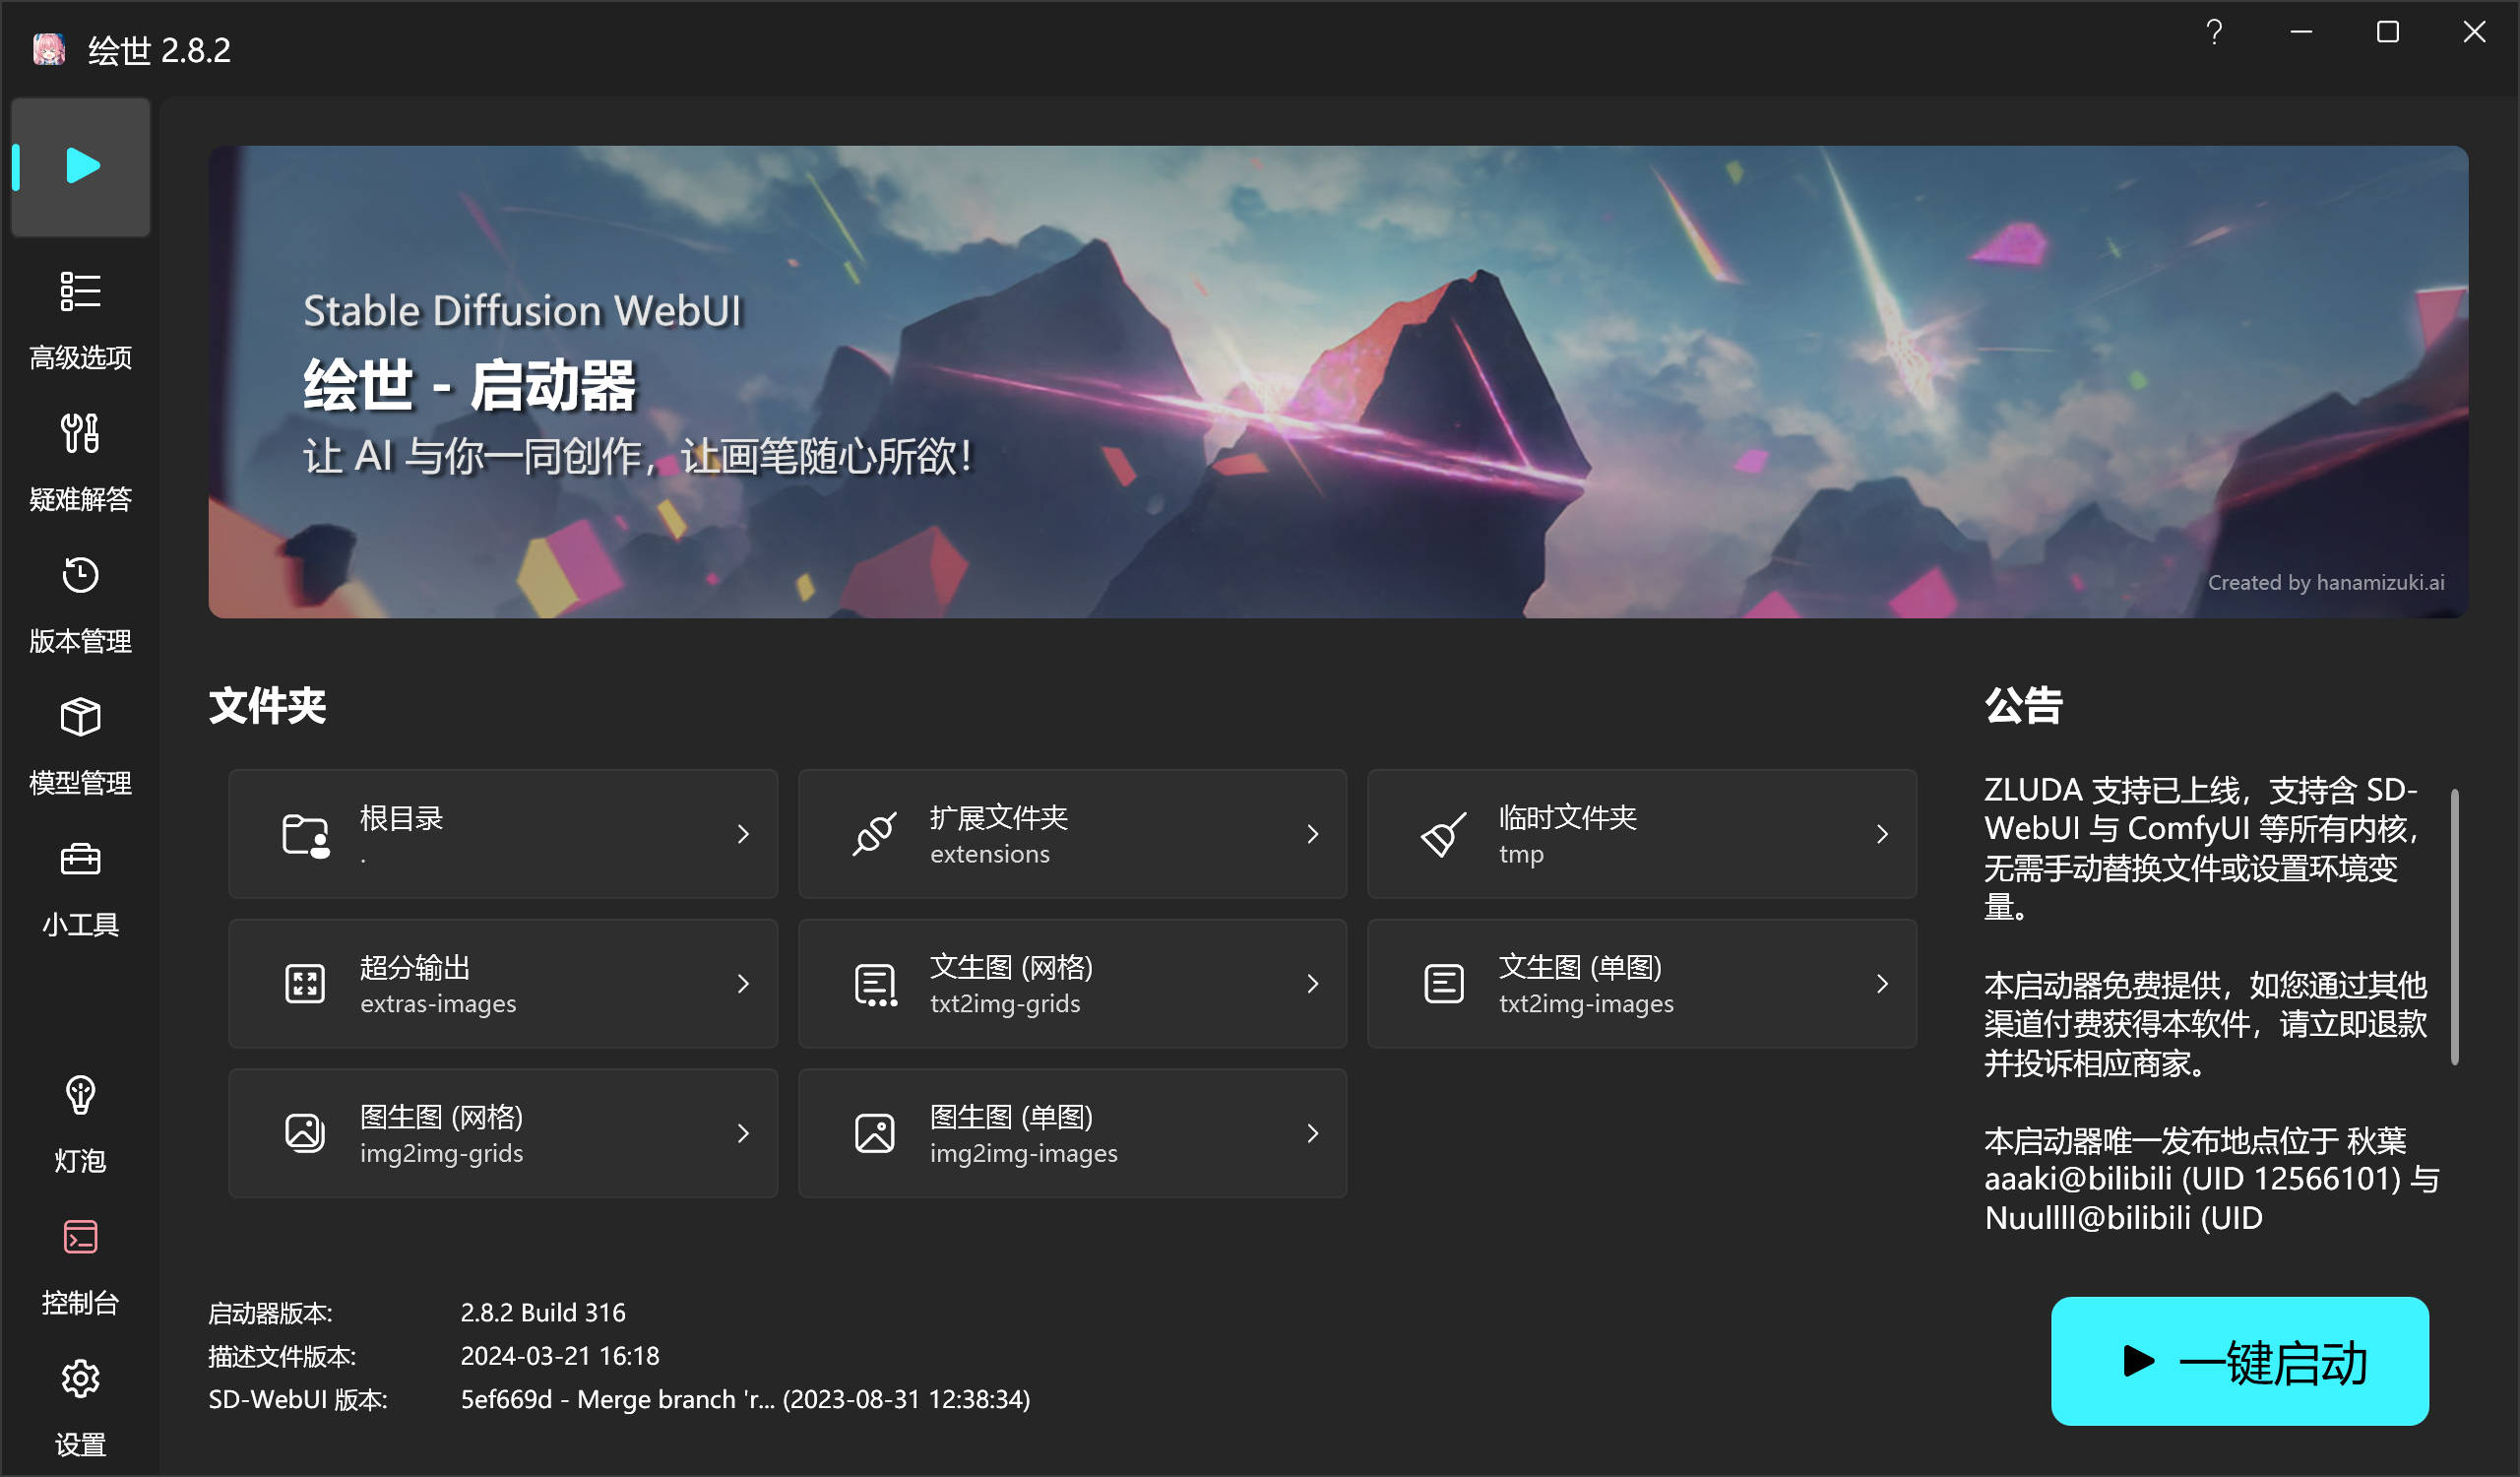 绘世 2.8.2
高级选项
疑难解答
版本管理
模型管理
小工具
灯泡
控制台
设置
Stable Diffusion WebUI
绘世 - 启动器
让 AI 与你一同创作，让画笔随心所欲！
Created by hanamizuki.ai
文件夹
根目录
.
扩展文件夹
extensions
临时文件夹
tmp
超分输出
extras-images
文生图 (网格)
txt2img-grids
文生图 (单图)
txt2img-images
图生图 (网格)
img2img-grids
图生图 (单图)
img2img-images
公告
ZLUDA 支持已上线，支持含 SD-
WebUI 与 ComfyUI 等所有内核，
无需手动替换文件或设置环境变
量。
本启动器免费提供，如您通过其他
渠道付费获得本软件，请立即退款
并投诉相应商家。
本启动器唯一发布地点位于 秋葉
aaaki@bilibili (UID 12566101) 与
Nuullll@bilibili (UID
启动器版本: 2.8.2 Build 316
描述文件版本: 2024-03-21 16:18
SD-WebUI 版本: 5ef669d - Merge branch 'r... (2023-08-31 12:38:34)
一键启动